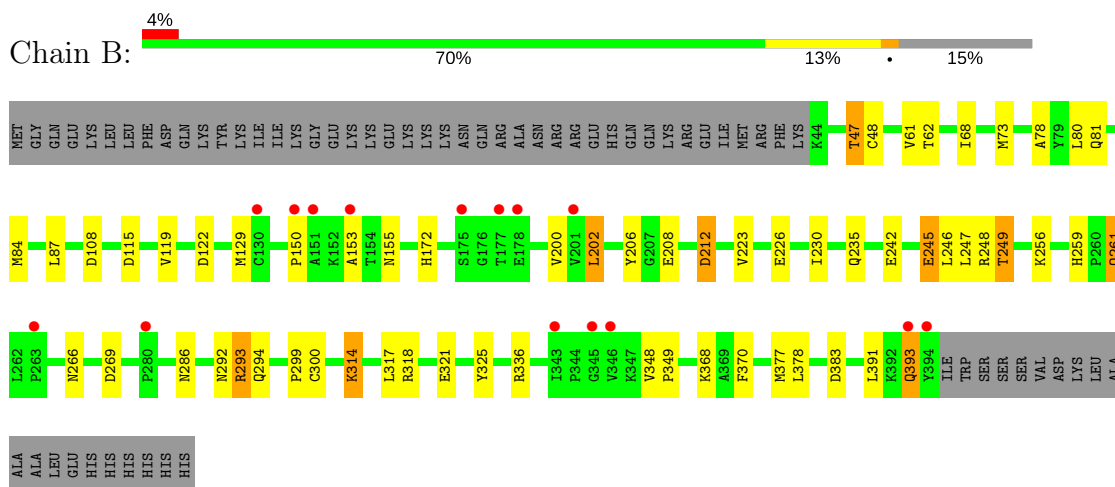 4%
Chain B:
70% 13% • 15%
MET GLY GLN GLU LYS LEU LEU PHE ASP GLN LYS TYR LYS ILE ILE LYS GLY GLU LYS LYS GLU LYS LYS LYS ASN GLN ARG ALA ASN ARG ARG GLU HIS GLN GLN LYS ARG GLU ILE MET ARG PHE LYS K44 T47 C48 V61 T62 I68 M73 A78 Y79 L80 Q81
M84 L87 D108 D115 V119 D122 M129 C130 P150 A151 K152 A153 T154 N155 H172 S175 G176 T177 E178 V200 V201 L202 Y206 G207 E208 D212 V223 E226 I230 Q235 E242 E245 L246 L247 R248 T249 K256 H259 P260 Q261
L262 P263 N266 D269 P280 N286 N292 R293 Q294 P299 C300 K314 L317 R318 E321 Y325 R336 I343 P344 G345 V346 K347 V348 P349 K368 A369 F370 M377 L378 D383 L391 K392 Q393 Y394 ILE TRP SER SER SER VAL ASP LYS LEU ALA
ALA ALA LEU GLU HIS HIS HIS HIS HIS HIS